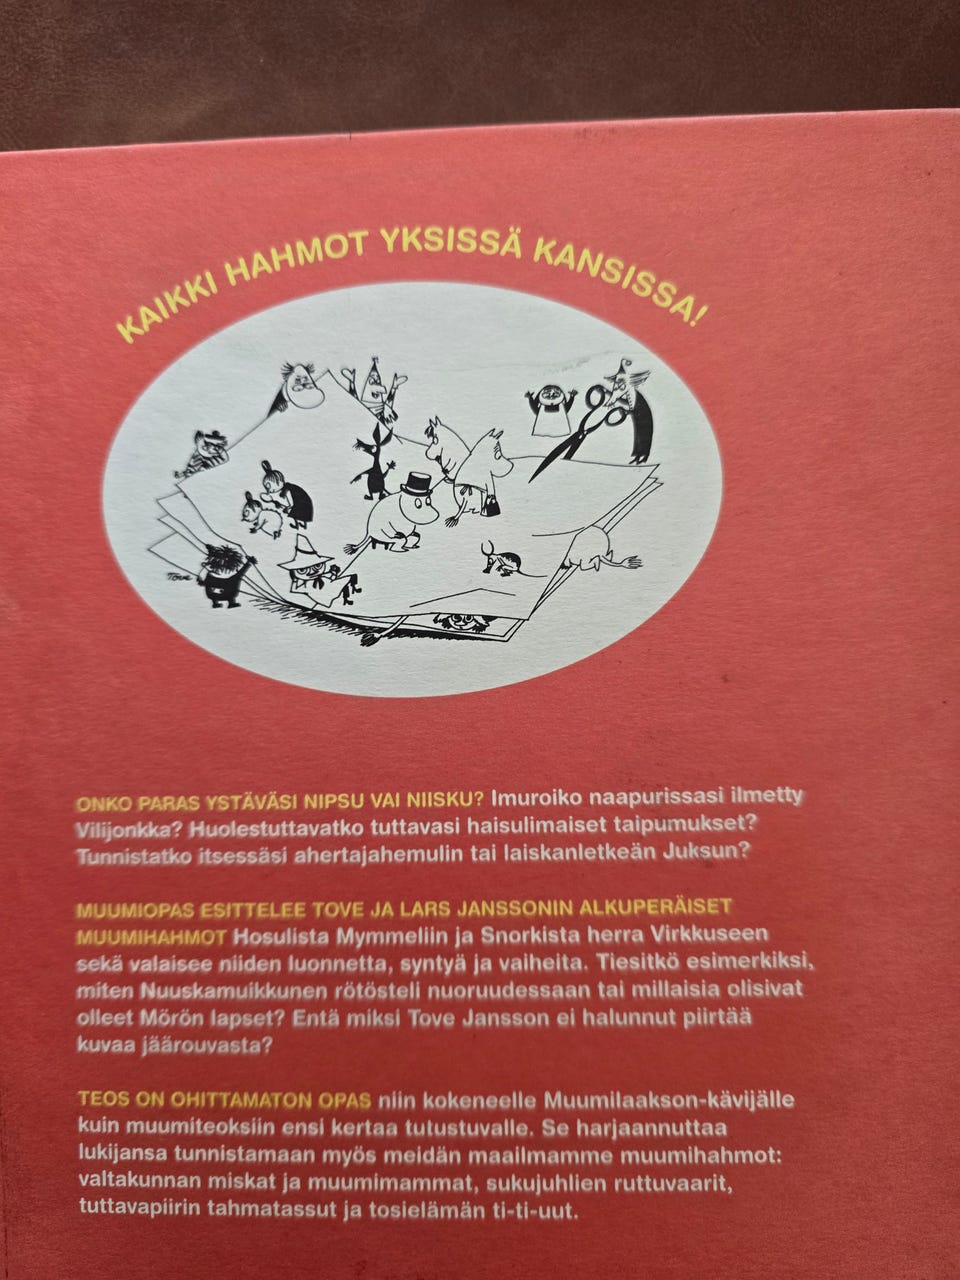 KAIKKI HAHMOT YKSISSÄ KANSISSA!
TOVE
ONKO PARAS YSTÄVÄSI NIPSU VAI NIISKU? Imuroiko naapurissasi ilmetty
Vilijonkka? Huolestuttavatko tuttavasi haisulimaiset taipumukset?
Tunnistatko itsessäsi ahertajahemulin tai laiskanletkeän Juksun?
MUUMIOPAS ESITTELEE TOVE JA LARS JANSSONIN ALKUPERÄISET
MUUMIHAHMOT Hosulista Mymmeliin ja Snorkista herra Virkkuseen
sekä valaisee niiden luonnetta, syntyä ja vaiheita. Tiesitkö esimerkiksi,
miten Nuuskamuikkunen rötösteli nuoruudessaan tai millaisia olisivat
olleet Mörön lapset? Entä miksi Tove Jansson ei halunnut piirtää
kuvaa jäärouvasta?
TEOS ON OHITTAMATON OPAS niin kokeneelle Muumilaakson-kävijälle
kuin muumiteoksiin ensi kertaa tutustuvalle. Se harjaannuttaa
lukijansa tunnistamaan myös meidän maailmamme muumihahmot:
valtakunnan miskat ja muumimammat, sukujuhlien ruttuvaarit,
tuttavapiirin tahmatassut ja tosielämän ti-ti-uut.